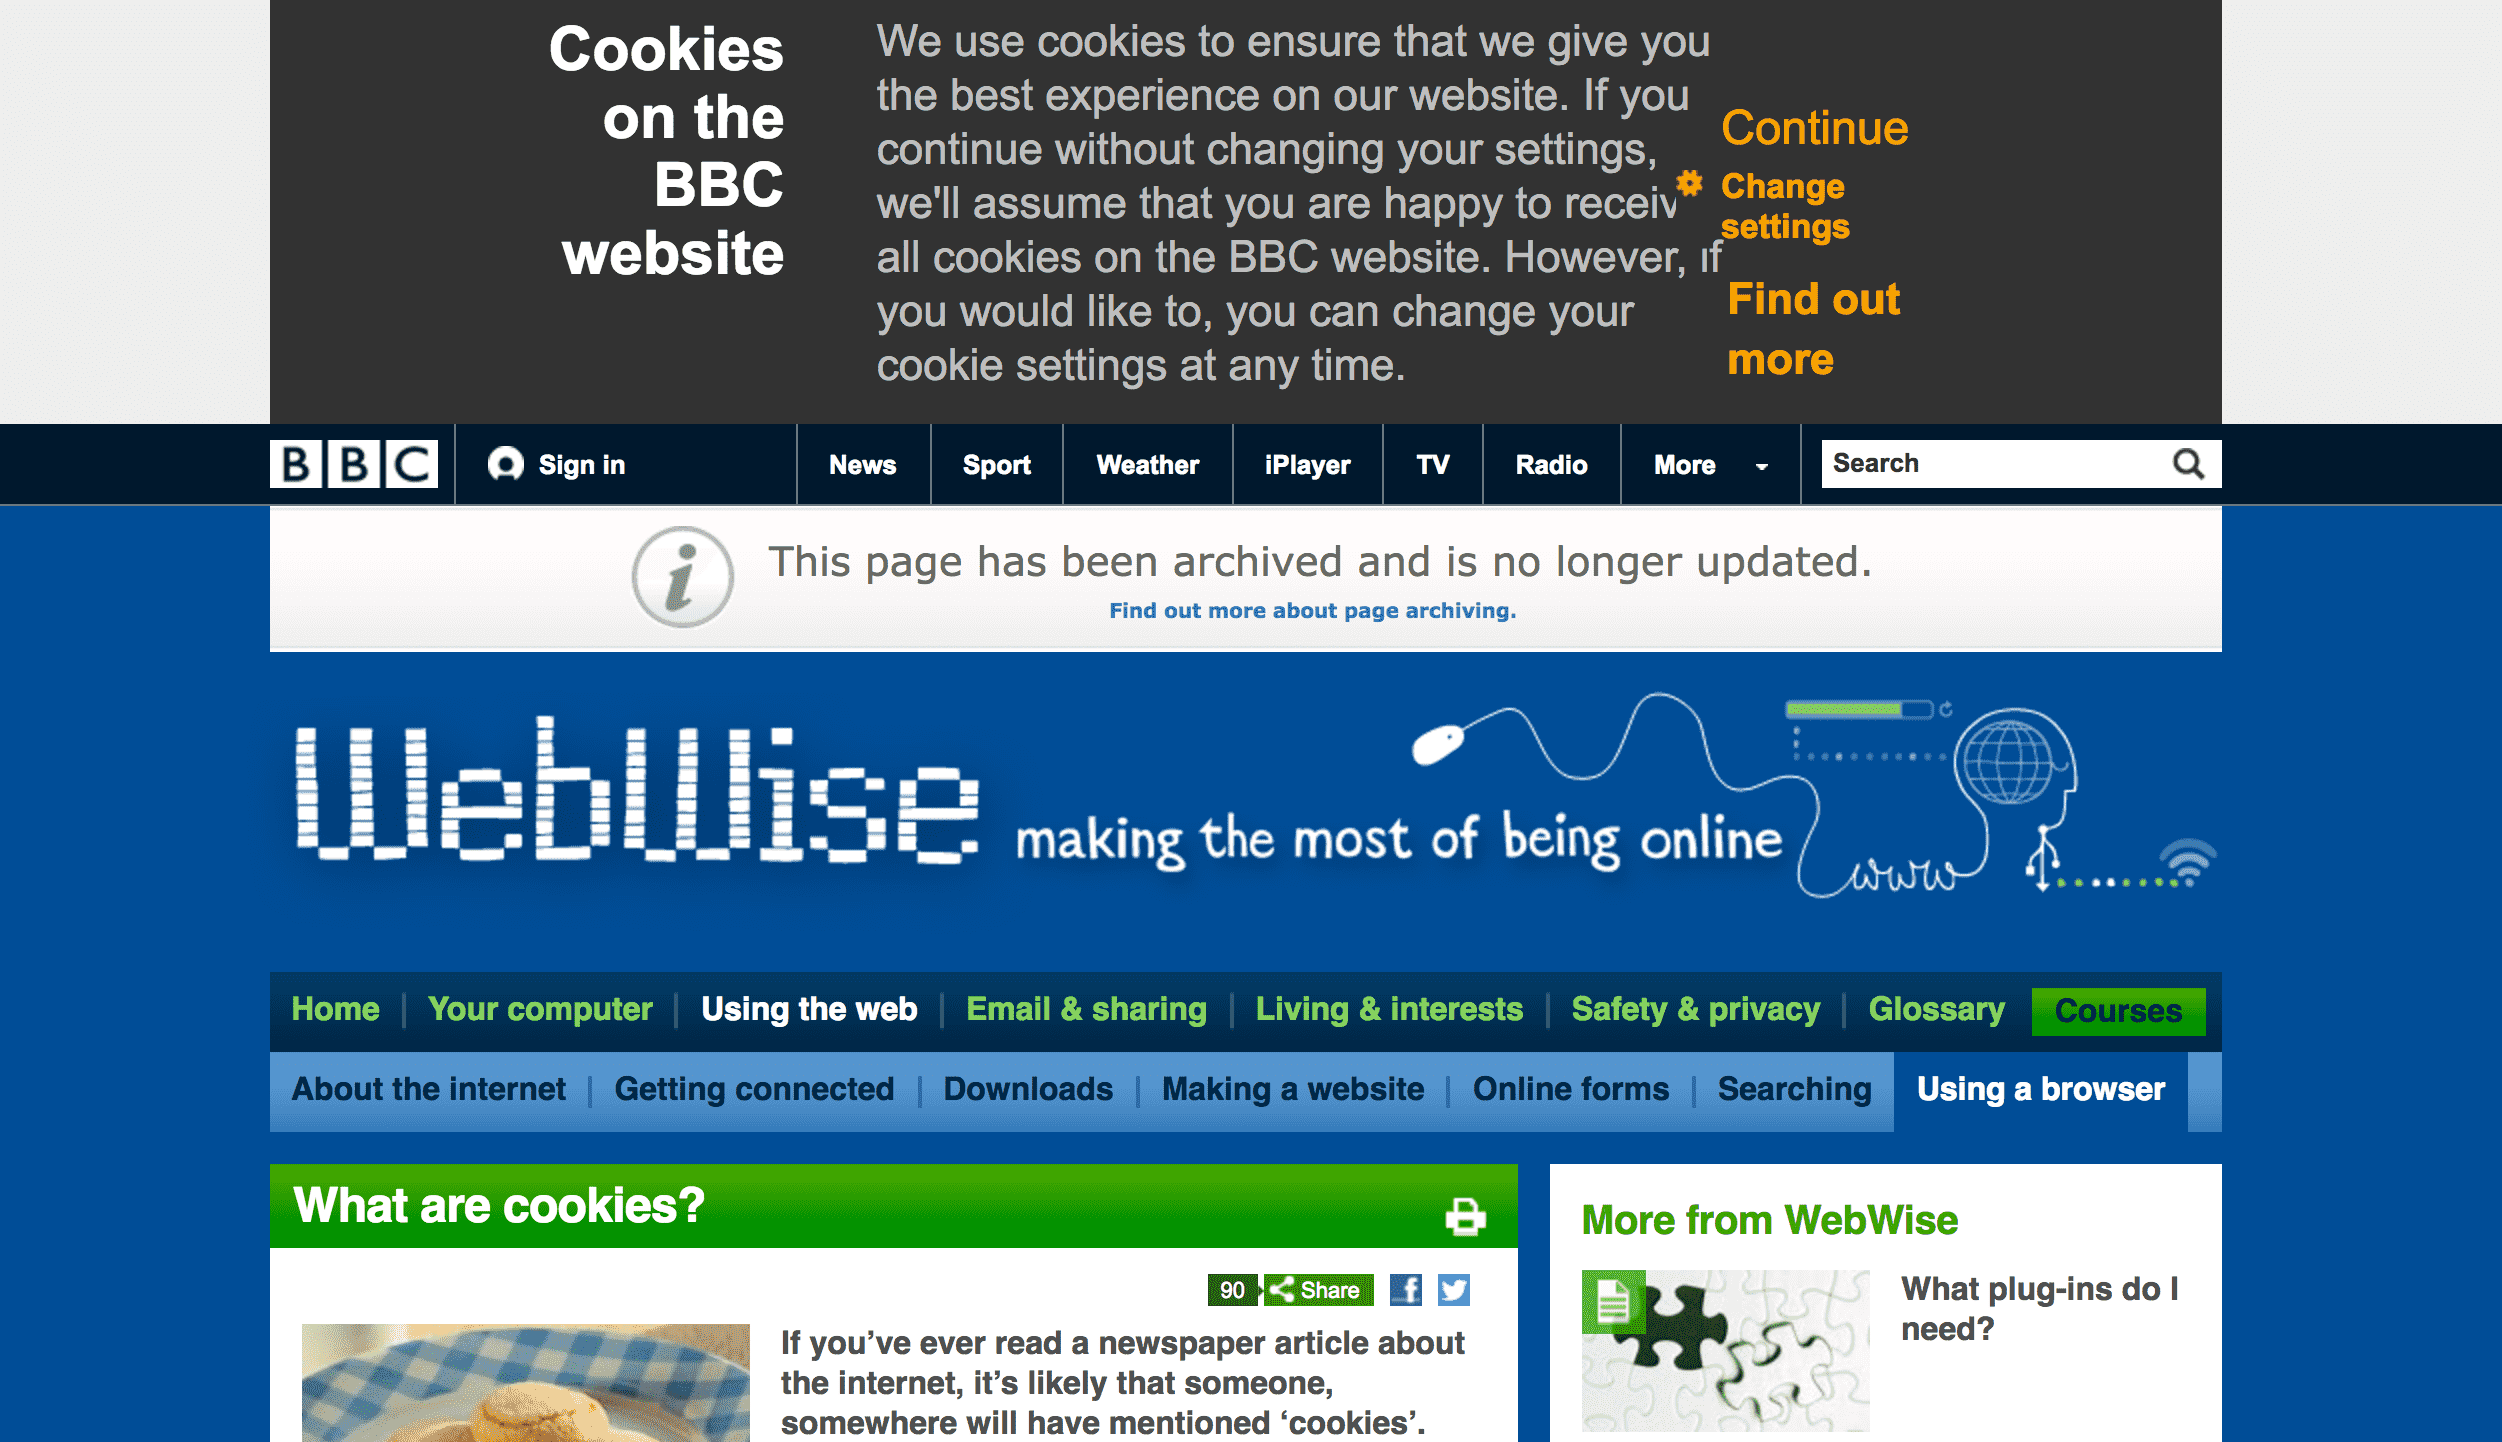 Cookies
on the
BBC
website
We use cookies to ensure that we give you
the best experience on our website. If you
continue without changing your settings,
we'll assume that you are happy to receiv
all cookies on the BBC website. However, if
you would like to, you can change your
cookie settings at any time.
Continue
Change
settings
Find out
more
BBC Sign in News Sport Weather iPlayer TV Radio More Search
This page has been archived and is no longer updated.
Find out more about page archiving.
WebWise making the most of being online
www
Home Your computer Using the web Email & sharing Living & interests Safety & privacy Glossary Courses
About the internet Getting connected Downloads Making a website Online forms Searching Using a browser
What are cookies?
90 Share
If you’ve ever read a newspaper article about
the internet, it’s likely that someone,
somewhere will have mentioned ‘cookies’.
More from WebWise
What plug-ins do I
need?